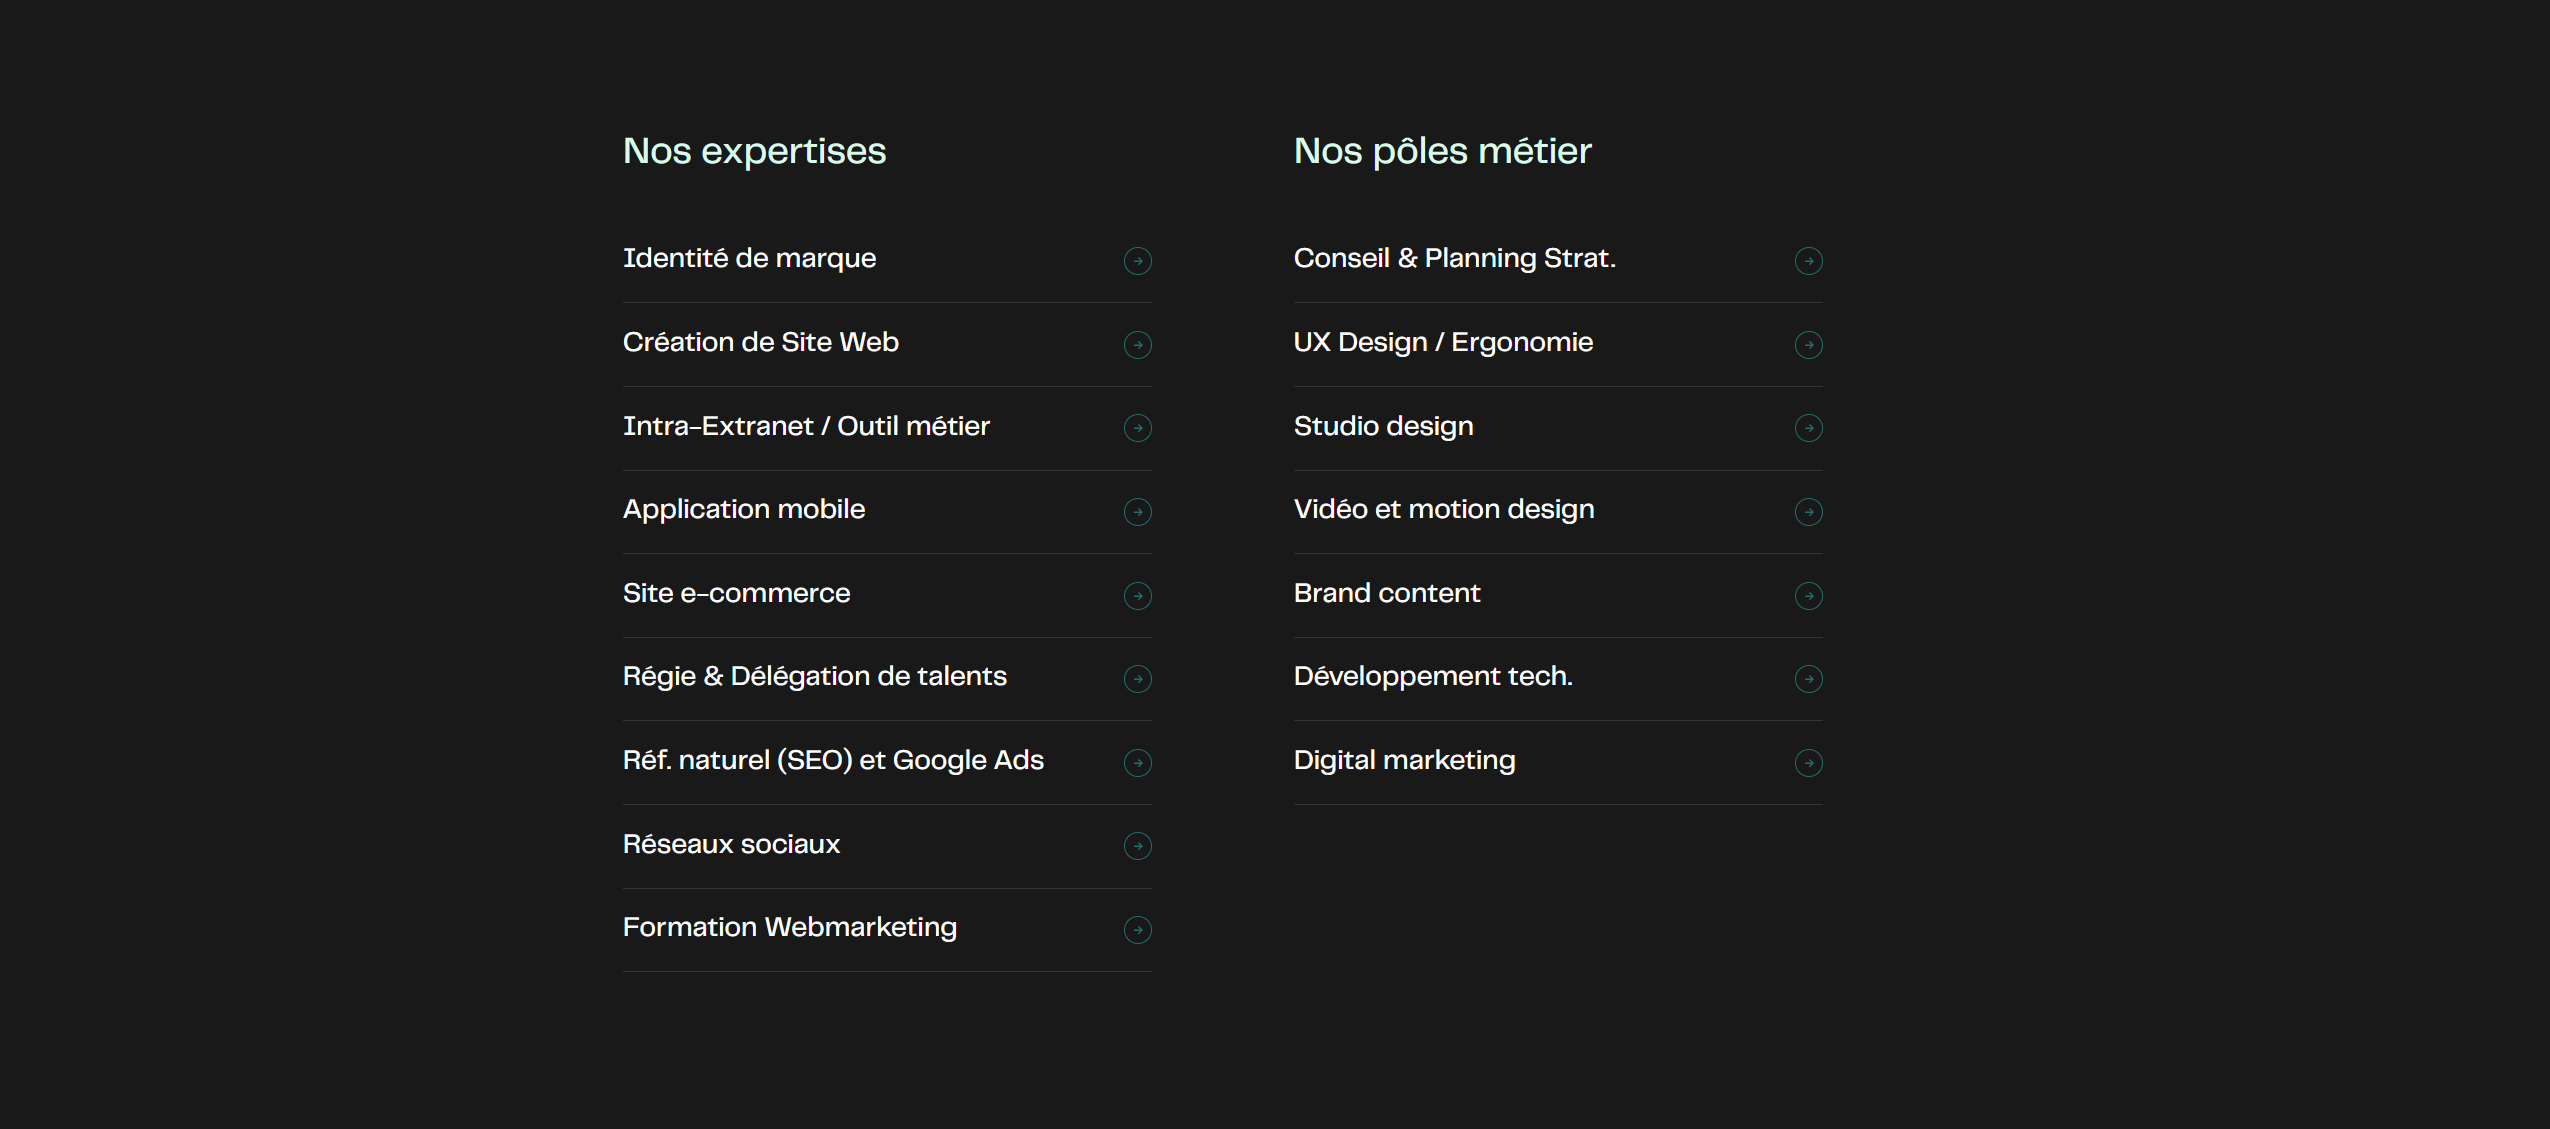 Nos expertises
Identité de marque
Création de Site Web
Intra-Extranet / Outil métier
Application mobile
Site e-commerce
Régie & Délégation de talents
Réf. naturel (SEO) et Google Ads
Réseaux sociaux
Formation Webmarketing
Nos pôles métier
Conseil & Planning Strat.
UX Design / Ergonomie
Studio design
Vidéo et motion design
Brand content
Développement tech.
Digital marketing